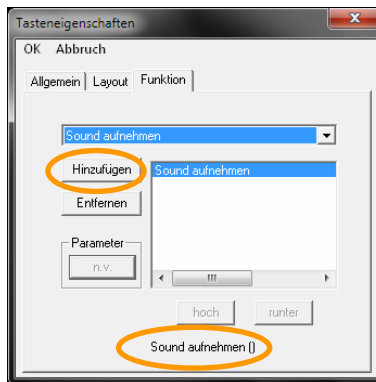 Tasteneigenschaften
OK Abbruch
Allgemein Layout Funktion
Sound aufnehmen
Hinzufügen
Sound aufnehmen
Entfernen
Parameter
n.v.
hoch runter
Sound aufnehmen ()